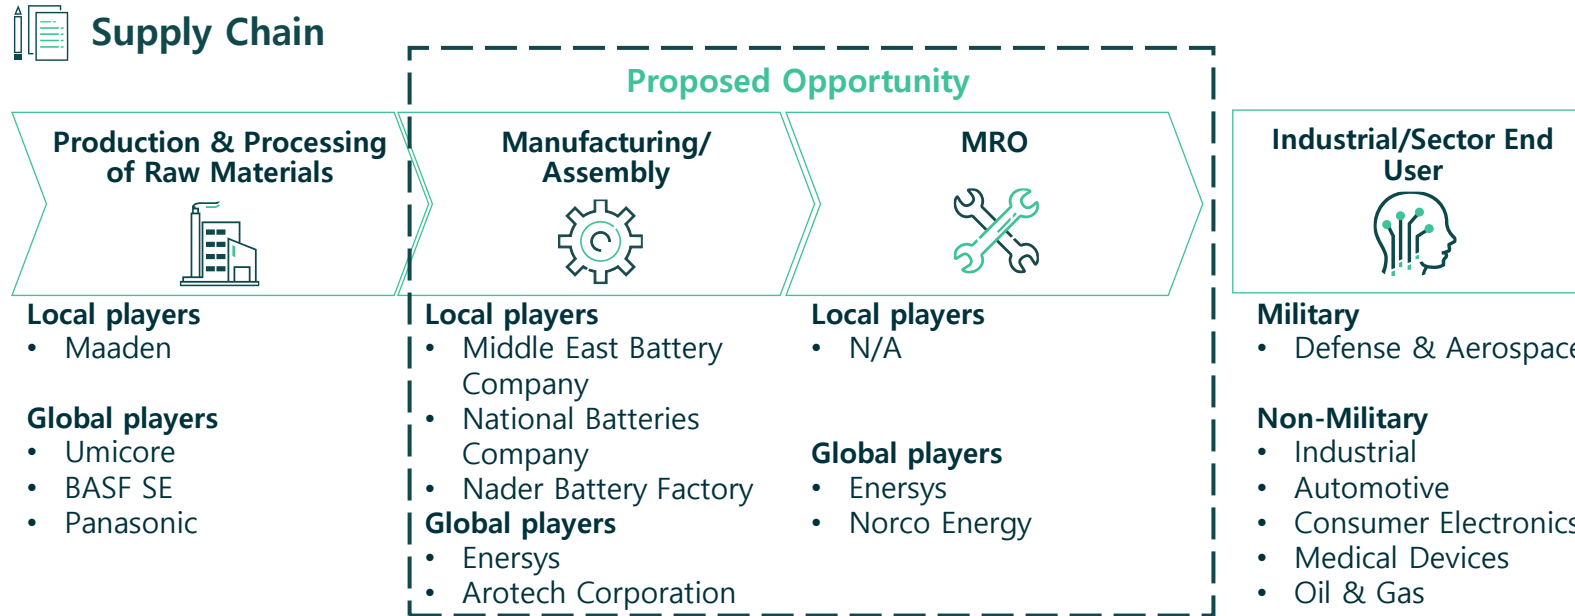 Supply Chain
Proposed Opportunity
Production & Processing
of Raw Materials
Local players
• Maaden
Global players
• Umicore
• BASF SE
• Panasonic
Manufacturing/
Assembly
Local players
• Middle East Battery
Company
• National Batteries
Company
• Nader Battery Factory
Global players
• Enersys
• Arotech Corporation
MRO
Local players
• N/A
Global players
• Enersys
• Norco Energy
Industrial/Sector End
User
Military
• Defense & Aerospace
Non-Military
• Industrial
• Automotive
• Consumer Electronics
• Medical Devices
• Oil & Gas